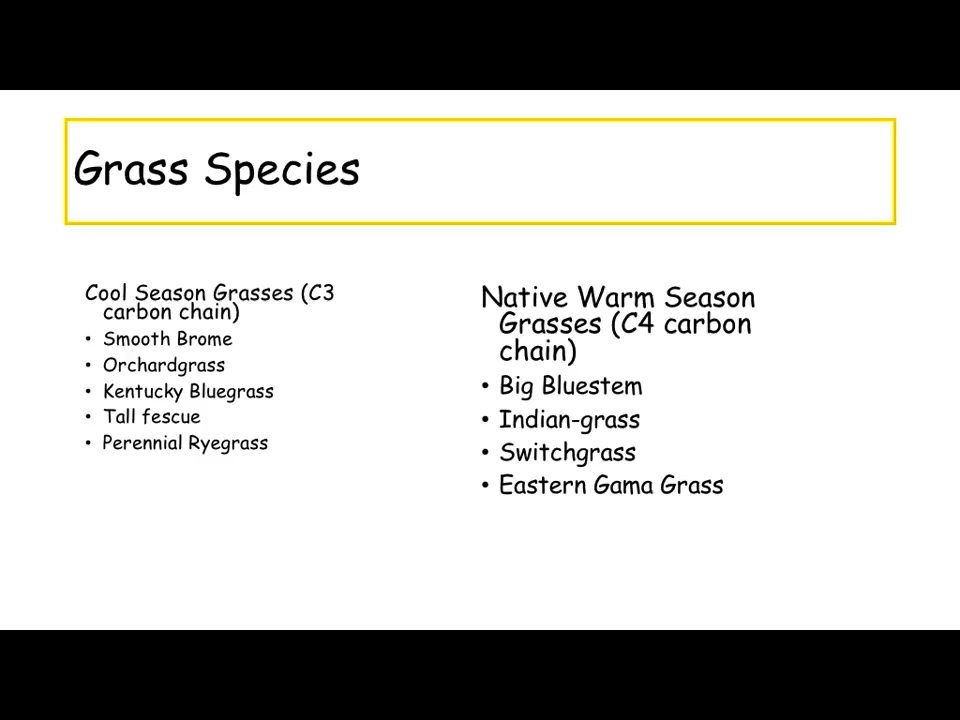 Grass Species
Cool Season Grasses (C3
carbon chain)
• Smooth Brome
• Orchardgrass
• Kentucky Bluegrass
• Tall fescue
• Perennial Ryegrass
Native Warm Season
Grasses (C4 carbon
chain)
• Big Bluestem
• Indian-grass
• Switchgrass
• Eastern Gama Grass